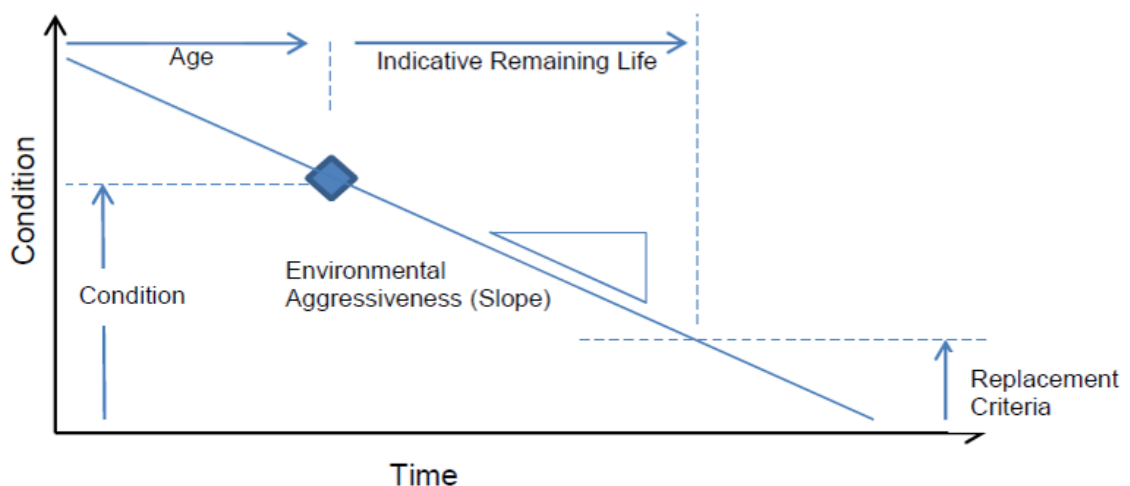 Age
Indicative Remaining Life
Condition
Environmental
Aggressiveness (Slope)
Condition
Replacement
Criteria
Time